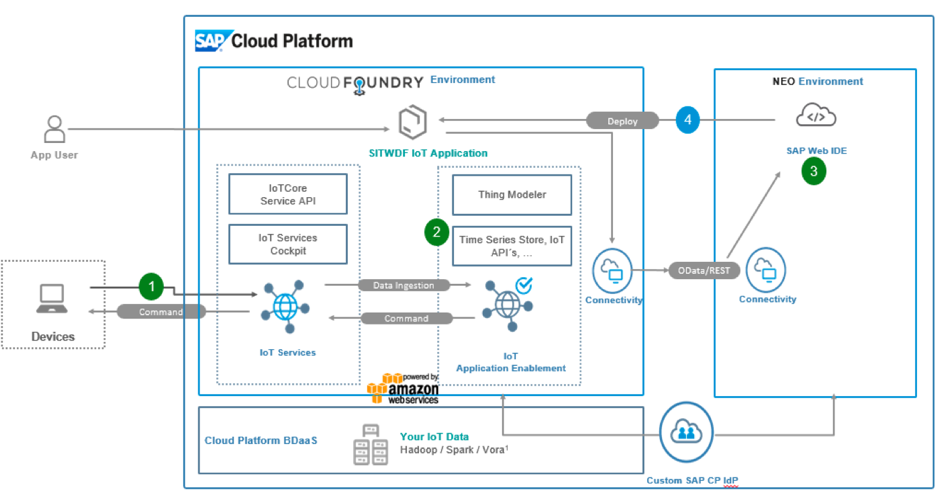 SAP Cloud Platform
CLOUDFOUNDRY Environment
NEO Environment
App User
SITWDF IoT Application
Deploy
4
SAP Web IDE
3
IoTCore
Service API
IoT Services
Cockpit
Thing Modeler
2
Time Series Store, IoT
API´s, ...
1
Command
Devices
IoT Services
Data Ingestion
Command
IoT
Application Enablement
Connectivity
OData/REST
Connectivity
powered by
amazon
webservices
Cloud Platform BDaaS
Your IoT Data
Hadoop / Spark / Vora¹
Custom SAP CP IdP